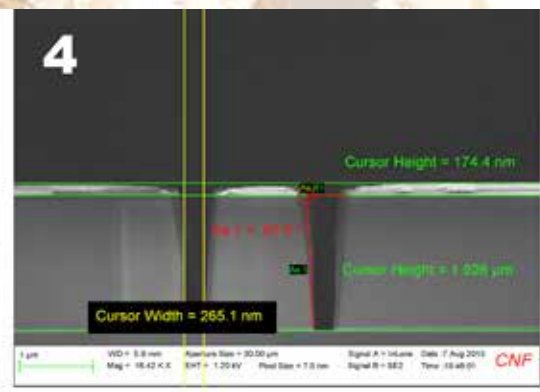 4
Cursor Height = 174.4 nm
Cursor Height = 1.026 µm
Cursor Width = 265.1 nm
1 µm
WD = 5.8 mm Aperture Size = 30.00 µm Signal A = InLens Date :7 Aug 2010
Mag = 16.42 K X EHT = 1.20 kV Pixel Size = 7.0 nm Signal B = SE2 Time :
CNF